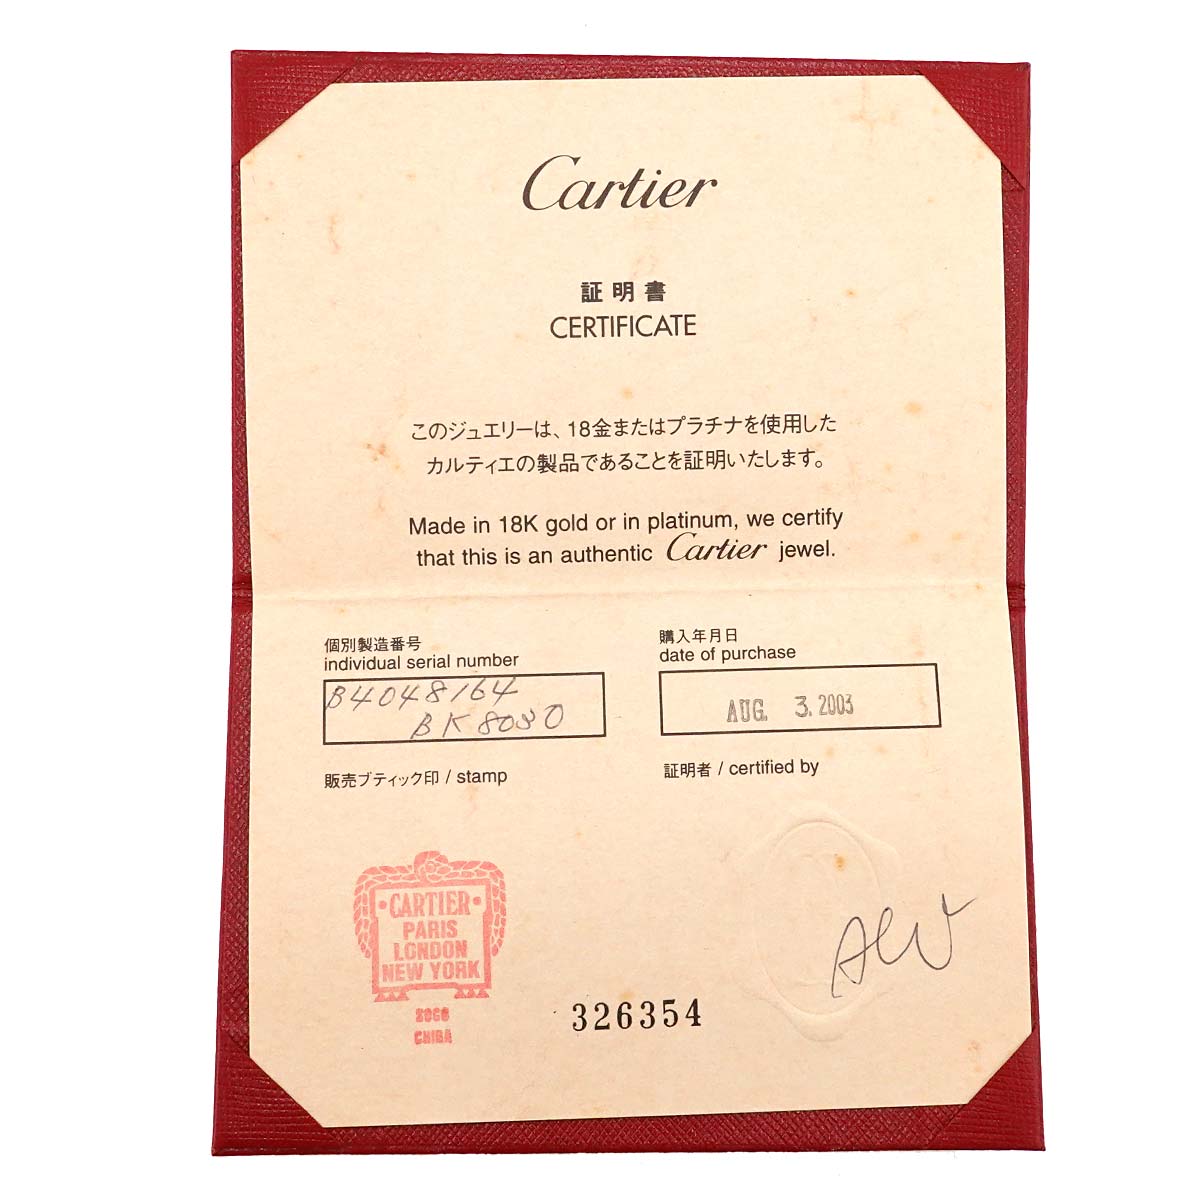 Cartier
証明書
CERTIFICATE
このジュエリーは、18金またはプラチナを使用した
カルティエの製品であることを証明いたします。
Made in 18K gold or in platinum, we certify
that this is an authentic Cartier jewel.
個別製造番号
individual serial number
B4048164
BK8030
購入年月日
date of purchase
AUG. 3. 2003
販売ブティック印 / stamp
証明者 / certified by
·CARTIER·
PARIS
LONDON
NEW YORK
CHIBA
326354